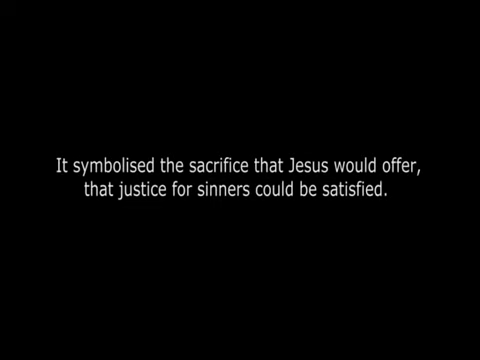 It symbolised the sacrifice that Jesus would offer,
that justice for sinners could be satisfied.